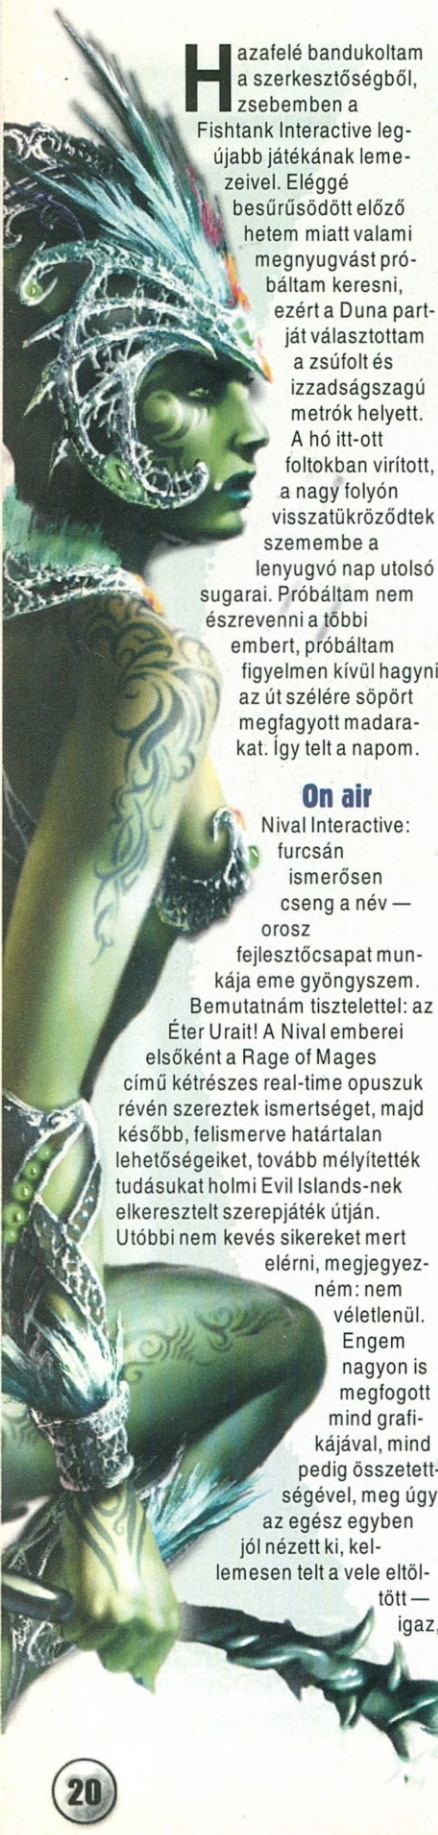 Hazafelé bandukoltam
a szerkesztőségből,
zsebemben a
Fishtank Interactive leg-
újabb játékának leme-
zeivel. Eléggé
besűrűsödött előző
hetem miatt valami
megnyugvást pró-
báltam keresni,
ezért a Duna part-
ját választottam
a zsúfolt és
izzadságszagú
metrók helyett.
A hó itt-ott
foltokban virított,
a nagy folyón
visszatükröződtek
szemembe a
lenyugvó nap utolsó
sugarai. Próbáltam nem
észrevenni a többi
embert, próbáltam
figyelmen kívül hagyni
az út szélére söpört
megfagyott madara-
kat. Így telt a napom.
On air
Nival Interactive:
furcsán
ismerősen
cseng a név —
orosz
fejlesztőcsapat mun-
kája eme gyöngyszem.
Bemutatnám tisztelettel: az
Éter Urait! A Nival emberei
elsőként a Rage of Mages
című kétrészes real-time opuszuk
révén szereztek ismertséget, majd
később, felismerve határtalan
lehetőségeiket, tovább mélyítették
tudásukat holmi Evil Islands-nek
elkeresztelt szerepjáték útján.
Utóbbi nem kevés sikereket mert
elérni, megjegyez-
ném: nem
véletlenül.
Engem
nagyon is
megfogott
mind grafi-
kájával, mind
pedig összetett-
ségével, meg úgy
az egész egyben
jól nézett ki, kel-
lemesen telt a vele eltöl-
tött —
igaz,
20